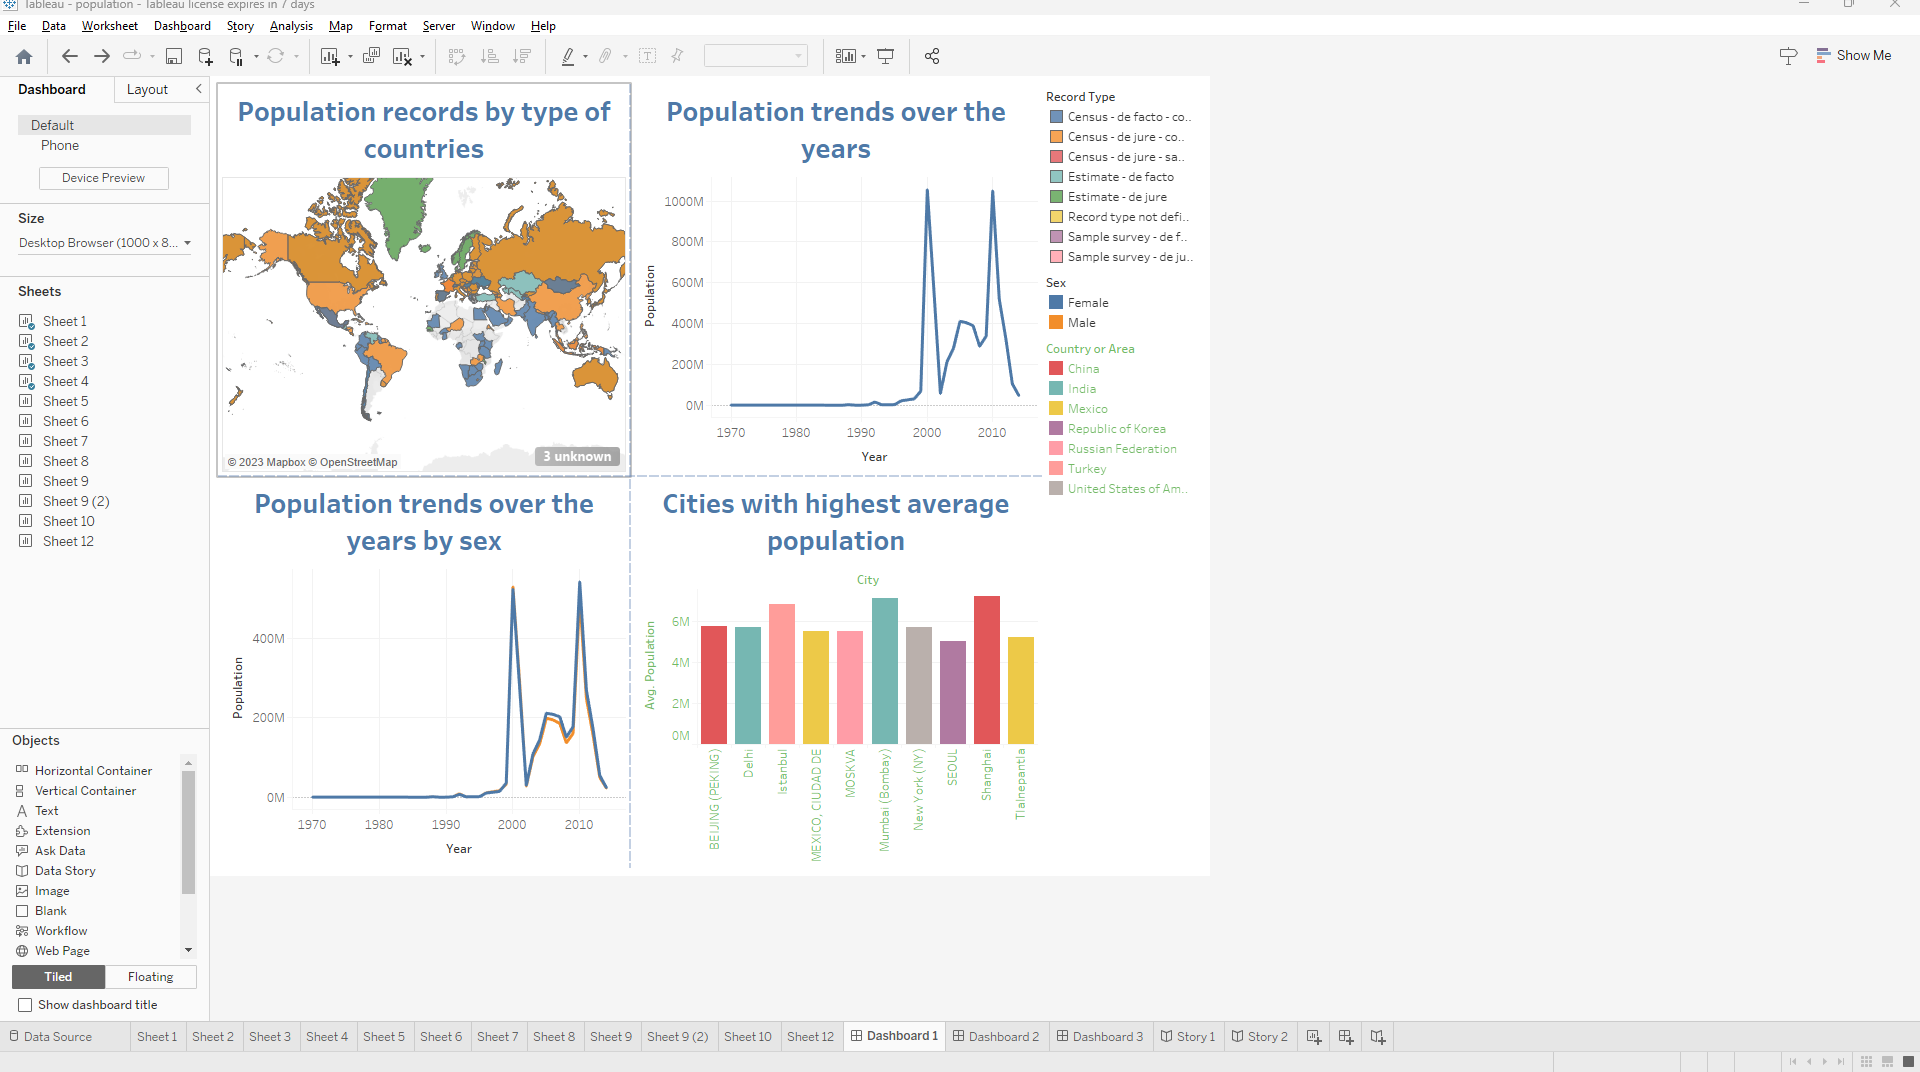 Tableau - population - Tableau license expires in 7 days
File Data Worksheet Dashboard Story Analysis Map Format Server Window Help
Show Me
Dashboard Layout
Default
Phone
Device Preview
Size
Desktop Browser (1000 x 8...
Sheets
Sheet 1
Sheet 2
Sheet 3
Sheet 4
Sheet 5
Sheet 6
Sheet 7
Sheet 8
Sheet 9
Sheet 9 (2)
Sheet 10
Sheet 12
Objects
Horizontal Container
Vertical Container
Text
Extension
Ask Data
Data Story
Image
Blank
Workflow
Web Page
Tiled Floating
Show dashboard title
Population records by type of
countries
© 2023 Mapbox © OpenStreetMap
3 unknown
Population trends over the
years
Population
1000M
800M
600M
400M
200M
0M
1970 1980 1990 2000 2010
Year
Record Type
Census - de facto - co..
Census - de jure - co...
Census - de jure - sa..
Estimate - de facto
Estimate - de jure
Record type not defi..
Sample survey - de f..
Sample survey - de ju..
Sex
Female
Male
Country or Area
China
India
Mexico
Republic of Korea
Russian Federation
Turkey
United States of Am..
Population trends over the
years by sex
Population
400M
200M
0M
1970 1980 1990 2000 2010
Year
Cities with highest average
population
City
Avg. Population
6M
4M
2M
0M
BEIJING (PEKING)
Delhi
Istanbul
MEXICO, CIUDAD DE
MOSKVA
Mumbai (Bombay)
New York (NY)
SEOUL
Shanghai
Tlalnepantla
Data Source Sheet 1 Sheet 2 Sheet 3 Sheet 4 Sheet 5 Sheet 6 Sheet 7 Sheet 8 Sheet 9 Sheet 9 (2) Sheet 10 Sheet 12 Dashboard 1 Dashboard 2 Dashboard 3 Story 1 Story 2